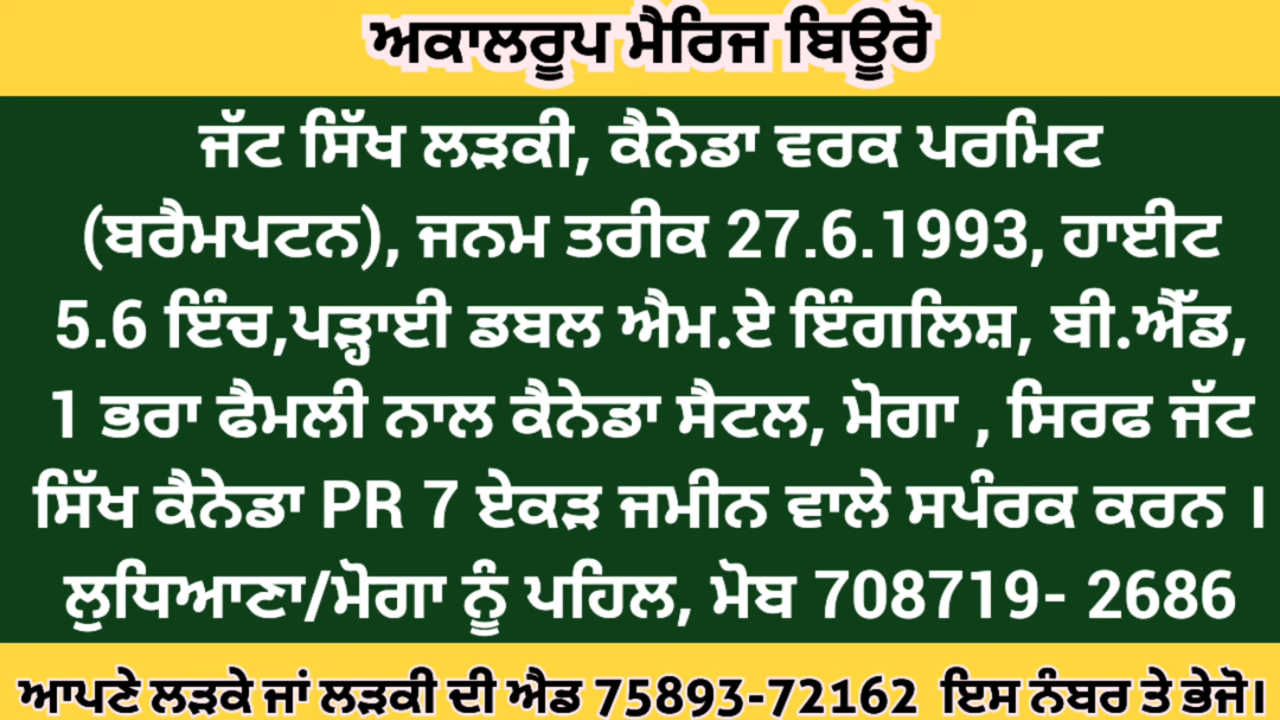 ਅਕਾਲਰੂਪ ਮੈਰਿਜ ਬਿਊਰੋ
ਜੱਟ ਸਿੱਖ ਲੜਕੀ, ਕੈਨੇਡਾ ਵਰਕ ਪਰਮਿਟ
(ਬਰੈਮਪਟਨ), ਜਨਮ ਤਰੀਕ 27.6.1993, ਹਾਈਟ
5.6 ਇੰਚ,ਪੜ੍ਹਾਈ ਡਬਲ ਐਮ.ਏ ਇੰਗਲਿਸ਼, ਬੀ.ਐੱਡ,
1 ਭਰਾ ਫੈਮਲੀ ਨਾਲ ਕੈਨੇਡਾ ਸੈਟਲ, ਮੋਗਾ , ਸਿਰਫ ਜੱਟ
ਸਿੱਖ ਕੈਨੇਡਾ PR 7 ਏਕੜ ਜਮੀਨ ਵਾਲੇ ਸਪੰਰਕ ਕਰਨ ।
ਲੁਧਿਆਣਾ/ਮੋਗਾ ਨੂੰ ਪਹਿਲ, ਮੋਬ 708719- 2686
ਆਪਣੇ ਲੜਕੇ ਜਾਂ ਲੜਕੀ ਦੀ ਐਡ 75893-72162 ਇਸ ਨੰਬਰ ਤੇ ਭੇਜੋ।